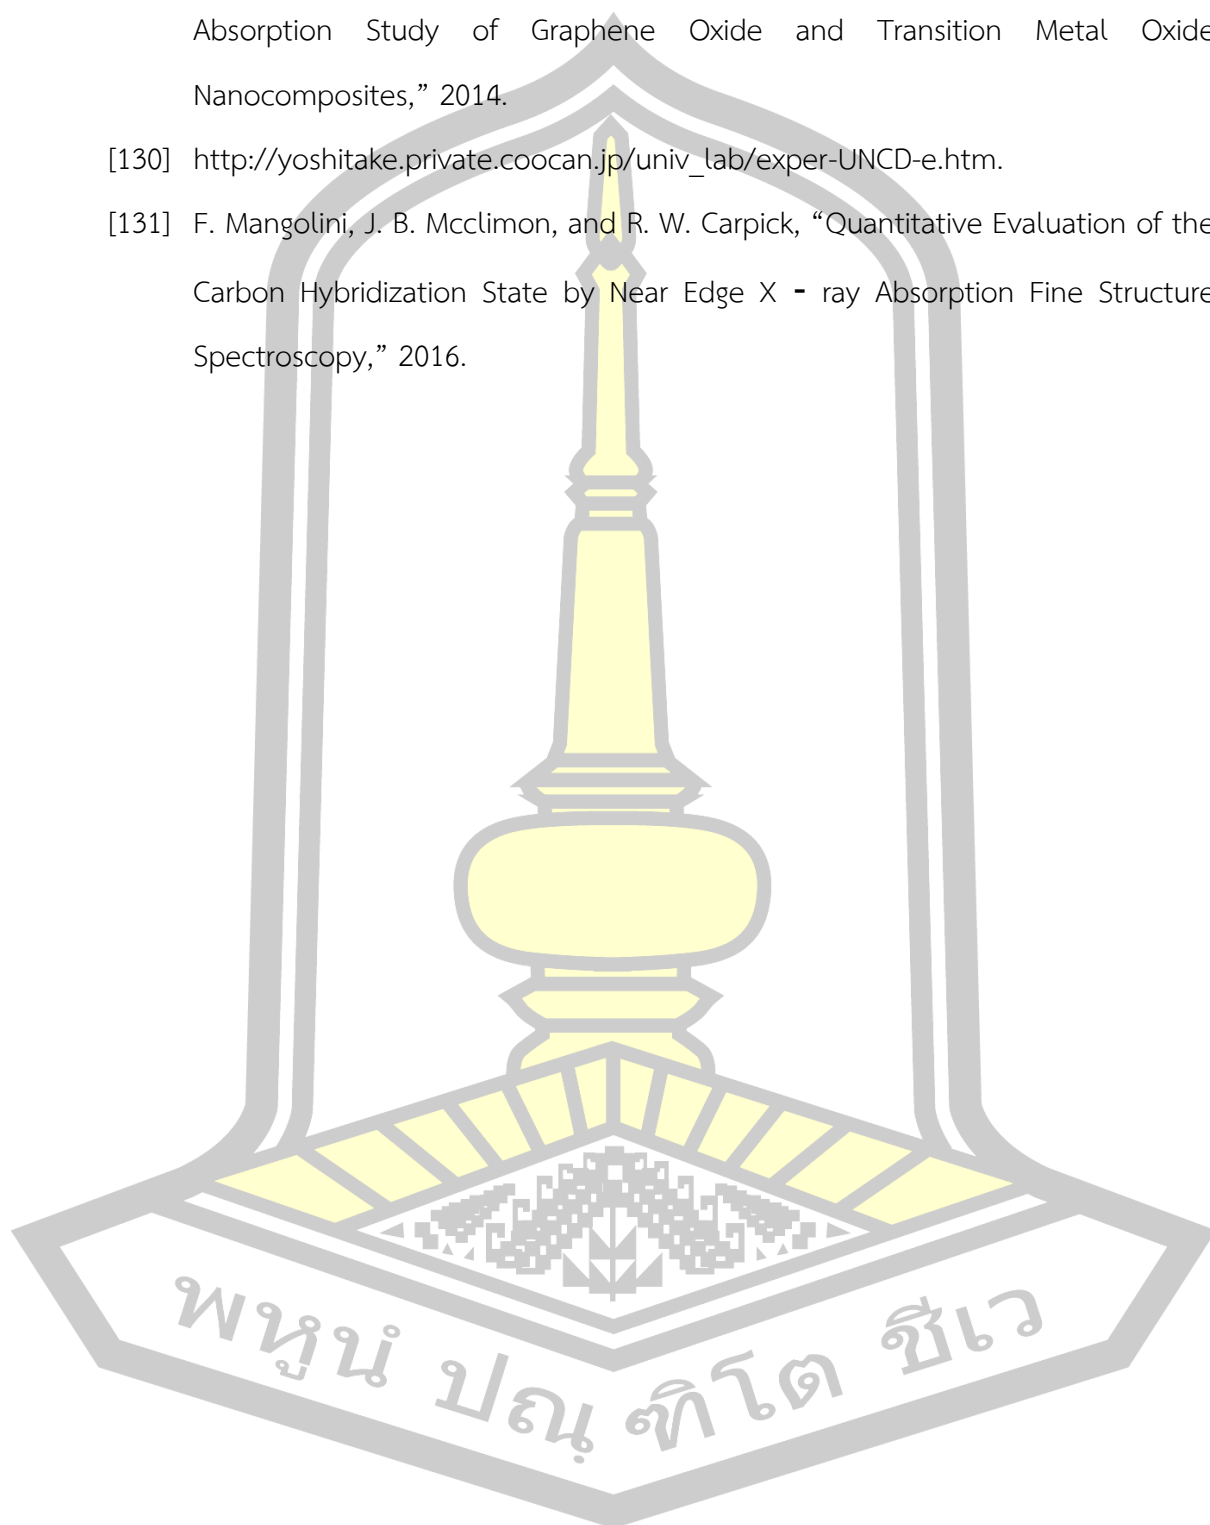 Absorption Study of Graphene Oxide and Transition Metal Oxide
Nanocomposites,” 2014.
[130] http://yoshitake.private.coocan.jp/univ_lab/exper-UNCD-e.htm.
[131] F. Mangolini, J. B. Mcclimon, and R. W. Carpick, “Quantitative Evaluation of the
Carbon Hybridization State by Near Edge X - ray Absorption Fine Structure
Spectroscopy,” 2016.
พหูนํ ปณฺฑิโต ชีเว